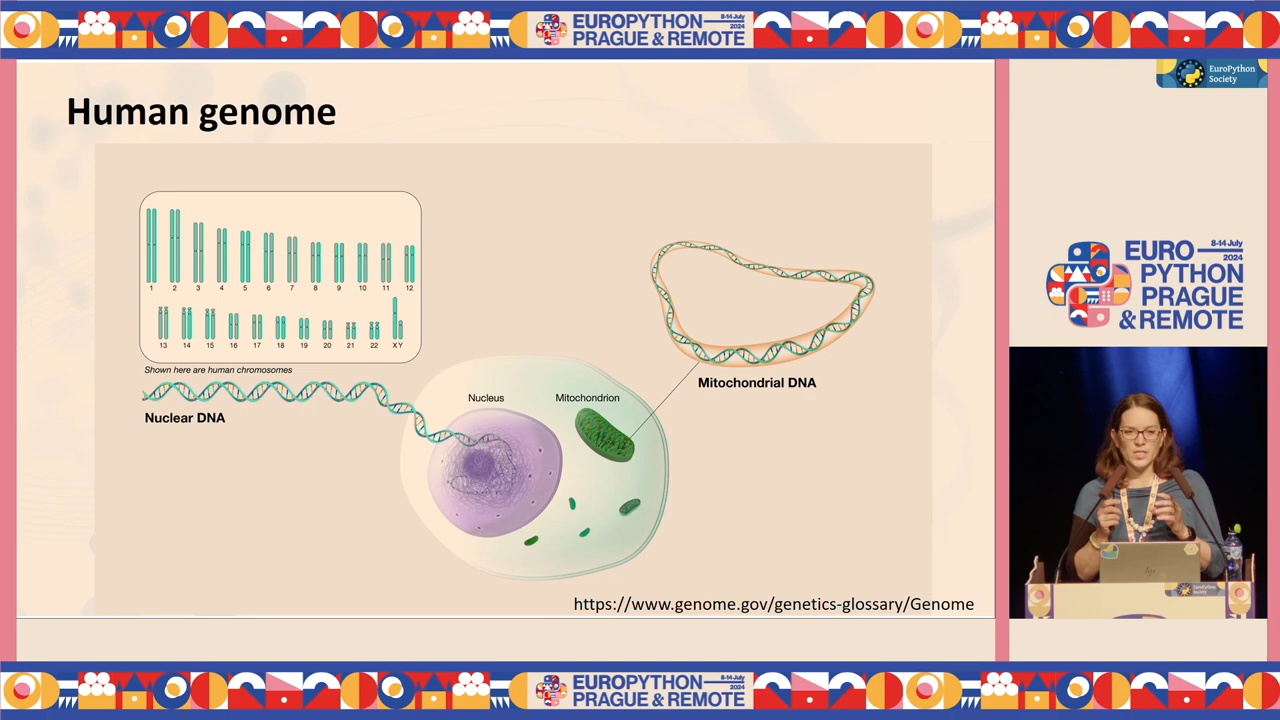 EUROPYTHON
8-14 July
2024
PRAGUE & REMOTE
EuroPython
Society
Human genome
1 2 3 4 5 6 7 8 9 10 11 12
13 14 15 16 17 18 19 20 21 22 X Y
Shown here are human chromosomes
Nuclear DNA
Nucleus
Mitochondrion
Mitochondrial DNA
https://www.genome.gov/genetics-glossary/Genome
EURO
8-14 July
2024
PYTHON
PRAGUE
& REMOTE
hp
EuroPython
Society
EUROPYTHON
8-14 July
2024
PRAGUE & REMOTE